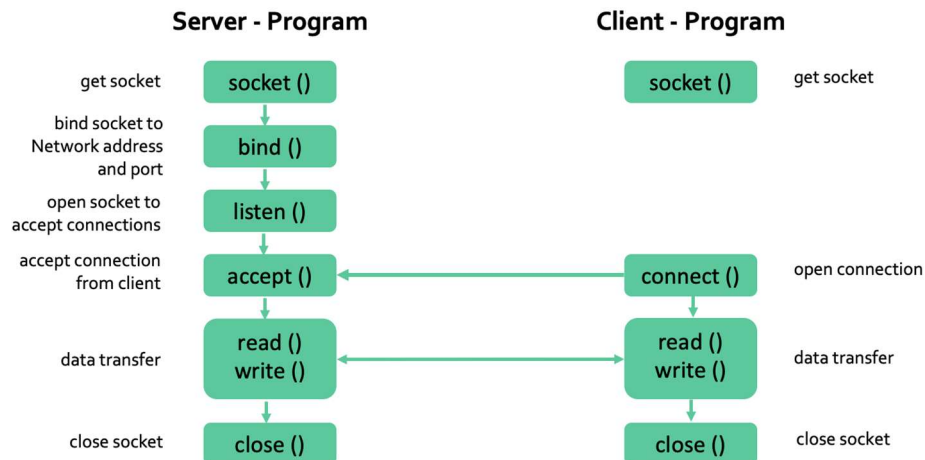 Server - Program
Client - Program
get socket
socket ()
socket ()
get socket
bind socket to
Network address
and port
bind ()
open socket to
accept connections
listen ()
accept connection
from client
accept ()
connect ()
open connection
data transfer
read ()
write ()
read ()
write ()
data transfer
close socket
close ()
close ()
close socket